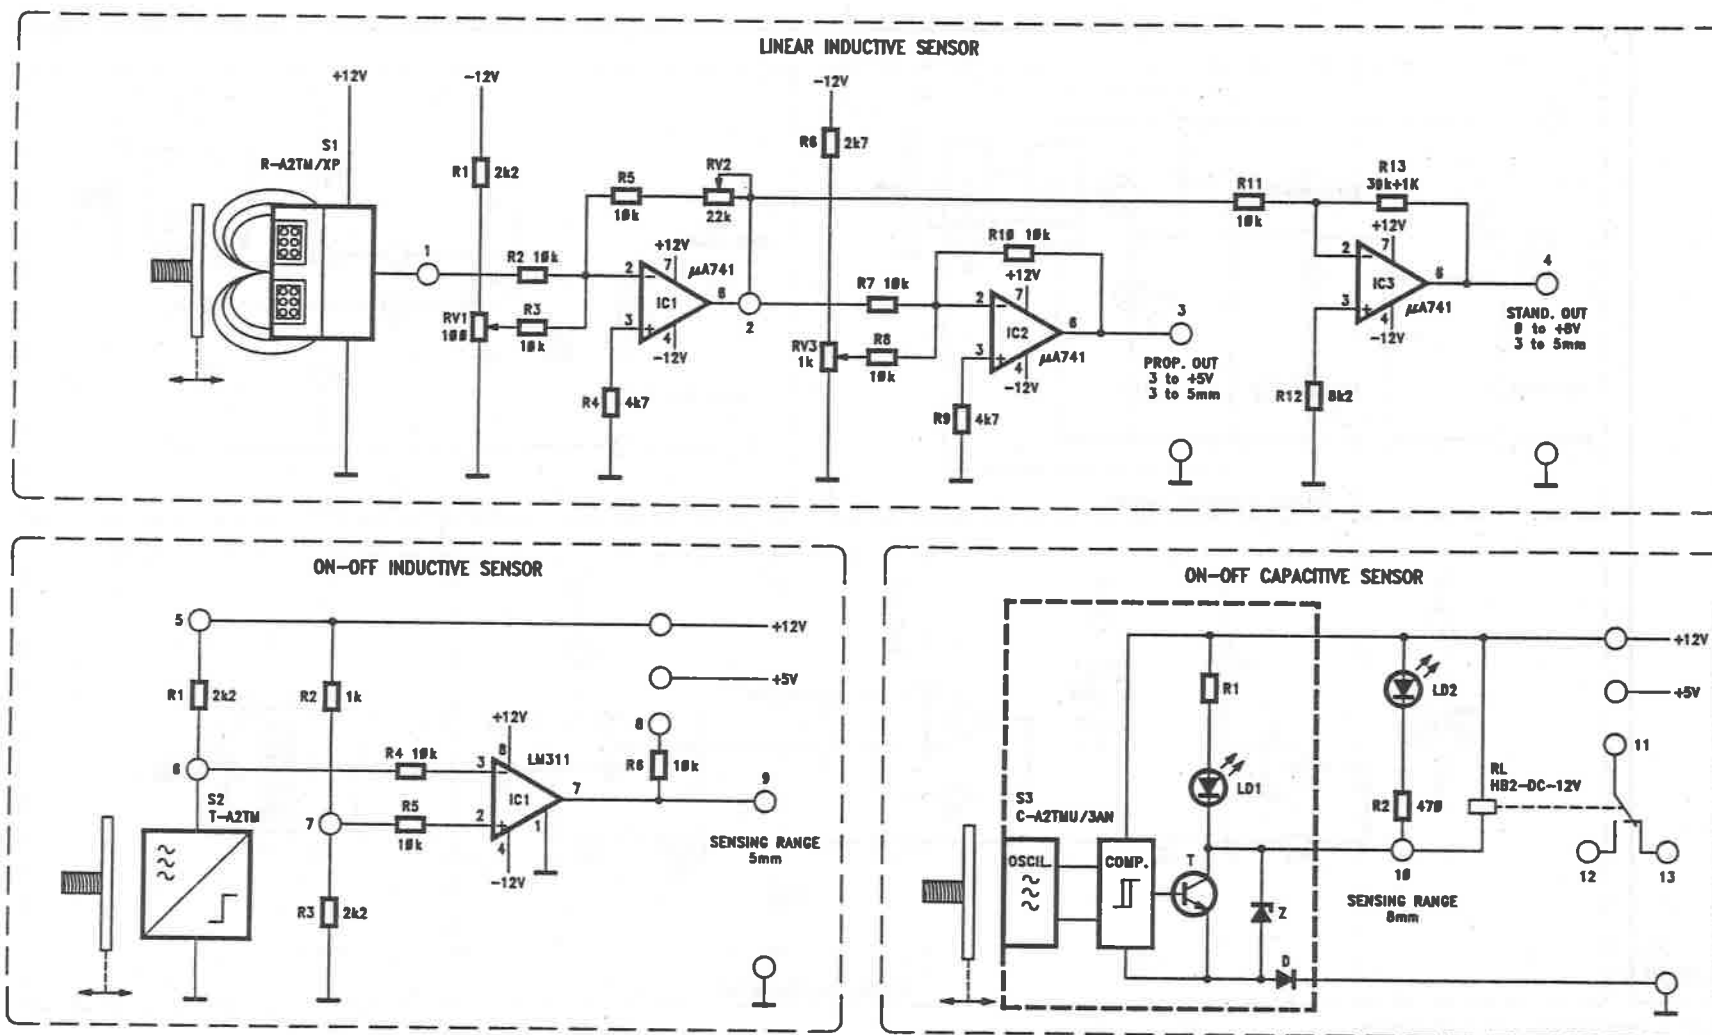 LINEAR INDUCTIVE SENSOR
+12V
-12V
-12V
S1
R-A2TM/XP
R1
2k2
R6
2k7
RV2
22k
R5
10k
R11
10k
R13
30k+1K
+12V
1
R2 10k
+12V
7
μA741
2
IC1
6
3
4
-12V
2
RV1
100
R3
10k
R4
4k7
R7 10k
R10 10k
+12V
7
2
IC2
6
3
4
-12V
μA741
RV3
1k
R8
10k
R9
4k7
3
PROP. OUT
3 to +5V
3 to 5mm
7
2
IC3
6
3
4
-12V
μA741
R12
8k2
4
STAND. OUT
0 to +8V
3 to 5mm
ON-OFF INDUCTIVE SENSOR
5
+12V
+5V
R1
2k2
R2
1k
8
R6
10k
+12V
8
LM311
6
R4 10k
3
IC1
7
9
S2
T-A2TM
7
R5
10k
2
1
4
-12V
SENSING RANGE
5mm
R3
2k2
ON-OFF CAPACITIVE SENSOR
+12V
+5V
R1
LD2
11
LD1
RL
HB2-DC-12V
R2
470
S3
C-A2TMU/3AN
OSCIL.
COMP.
T
10
12
13
SENSING RANGE
8mm
Z
D